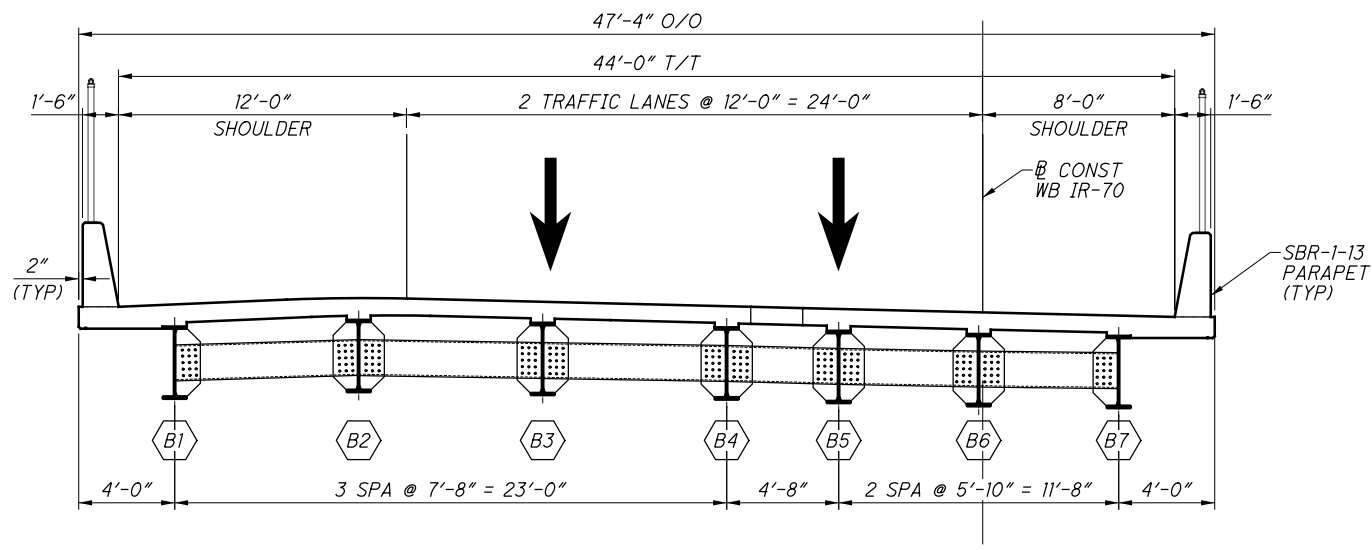 47'-4" O/O
44'-0" T/T
1'-6"
12'-0"
2 TRAFFIC LANES @ 12'-0" = 24'-0"
8'-0"
1'-6"
SHOULDER
SHOULDER
℄ CONST
WB IR-70
2"
(TYP)
SBR-1-13
PARAPET
(TYP)
B1
B2
B3
B4
B5
B6
B7
4'-0"
3 SPA @ 7'-8" = 23'-0"
4'-8"
2 SPA @ 5'-10" = 11'-8"
4'-0"